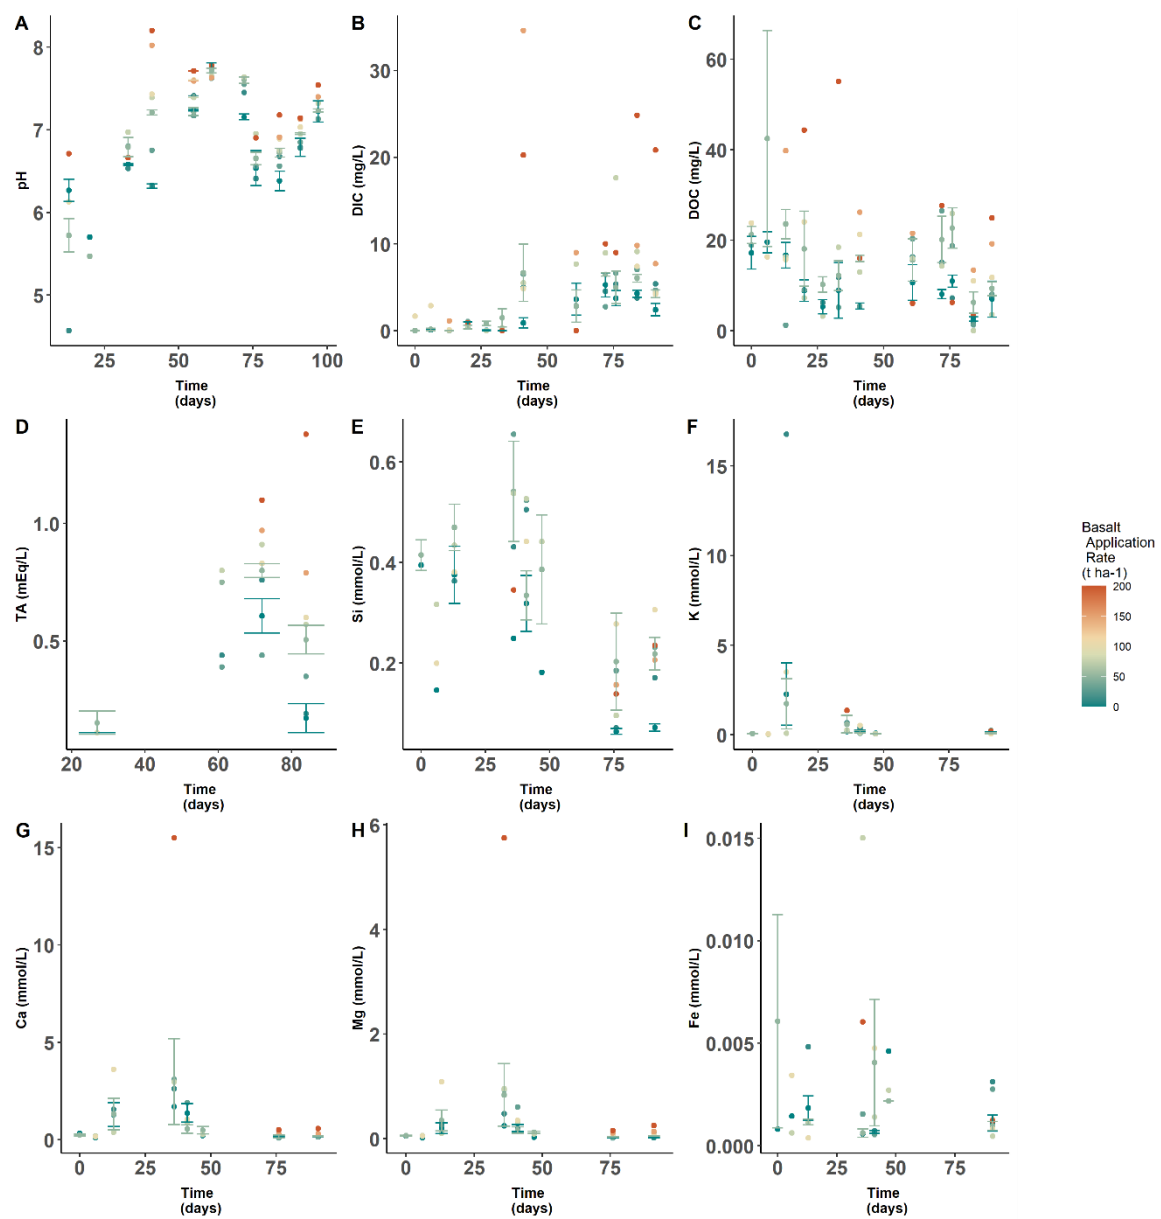 A
B
C
8
7
6
5
pH
25
50
75
100
Time
(days)
30
20
10
0
DIC (mg/L)
0
25
50
75
Time
(days)
60
40
20
0
DOC (mg/L)
0
25
50
75
Time
(days)
D
E
F
1.0
0.5
TA (mEq/L)
20
40
60
80
Time
(days)
0.6
0.4
0.2
Si (mmol/L)
0
25
50
75
Time
(days)
15
10
5
0
K (mmol/L)
0
25
50
75
Time
(days)
Basalt
Application
Rate
(t ha-1)
200
150
100
50
0
G
H
I
15
10
5
0
Ca (mmol/L)
0
25
50
75
Time
(days)
6
4
2
0
Mg (mmol/L)
0
25
50
75
Time
(days)
0.015
0.010
0.005
0.000
Fe (mmol/L)
0
25
50
75
Time
(days)